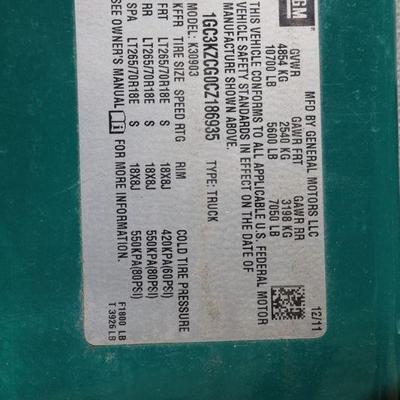 GM
MFD BY GENERAL MOTORS LLC
12/11
GVWR GAWR FRT GAWR RR
4854 KG 2540 KG 3198 KG
10700 LB 5600 LB 7050 LB
THIS VEHICLE CONFORMS TO ALL APPLICABLE U.S. FEDERAL MOTOR
VEHICLE SAFETY STANDARDS IN EFFECT ON THE DATE OF
MANUFACTURE SHOWN ABOVE.
1GC3KZCG0CZ186935 TYPE: TRUCK
MODEL: K30903
KFFR TIRE SIZE SPEED RTG RIM COLD TIRE PRESSURE
FRT LT265/70R18E S 18X8J 420KPA(60PSI)
RR LT265/70R18E S 18X8J 550KPA(80PSI)
SPA LT265/70R18E S 18X8J 550KPA(80PSI)
SEE OWNER'S MANUAL FOR MORE INFORMATION.
F1800 LB
T3926 LB